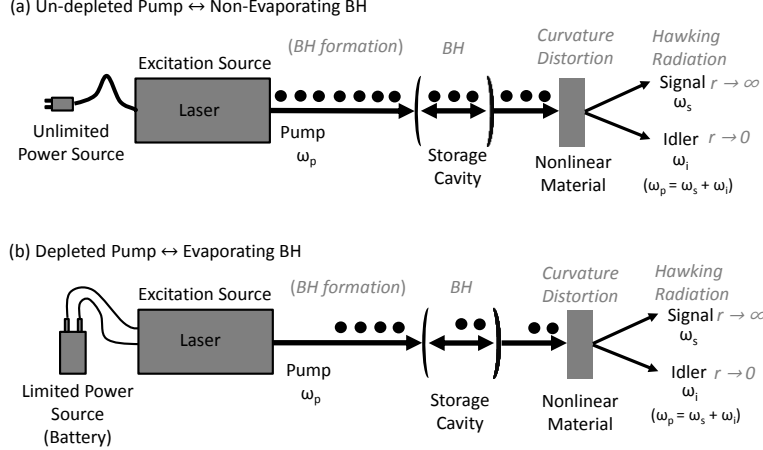 (a) Un-depleted Pump ↔ Non-Evaporating BH
Excitation Source
(BH formation)
BH
Curvature
Distortion
Hawking
Radiation
Laser
Unlimited
Power Source
Pump
ωp
Storage
Cavity
Nonlinear
Material
Signal r → ∞
ωs
Idler r → 0
ωi
(ωp = ωs + ωi)
(b) Depleted Pump ↔ Evaporating BH
Excitation Source
(BH formation)
BH
Curvature
Distortion
Hawking
Radiation
Laser
Limited Power
Source
(Battery)
Pump
ωp
Storage
Cavity
Nonlinear
Material
Signal r → ∞
ωs
Idler r → 0
ωi
(ωp = ωs + ωi)